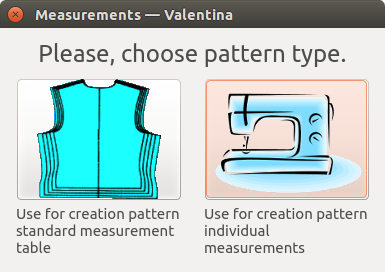 Measurements — Valentina
Please, choose pattern type.
Use for creation pattern
standard measurement
table
Use for creation pattern
individual
measurements